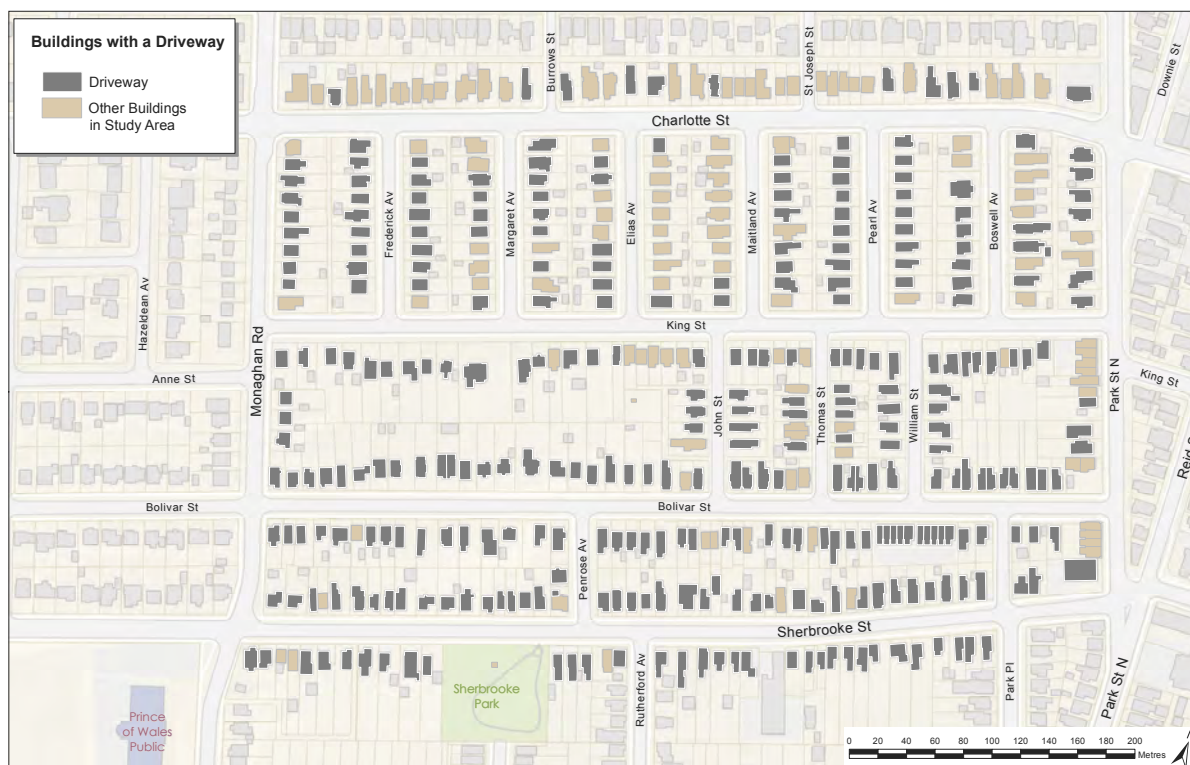 Buildings with a Driveway
Driveway
Other Buildings
in Study Area
Burrows St
St Joseph St
Downie St
Charlotte St
Frederick Av
Margaret Av
Elias Av
Maitland Av
Pearl Av
Boswell Av
Hazeldean Av
King St
Monaghan Rd
Anne St
John St
Thomas St
William St
Park St N
King St
Bolivar St
Bolivar St
Penrose Av
Sherbrooke St
Rutherford Av
Park Pl
Park St N
Sherbrooke
Park
Prince
of Wales
Public
0 20 40 60 80 100 120 140 160 180 200
Metres